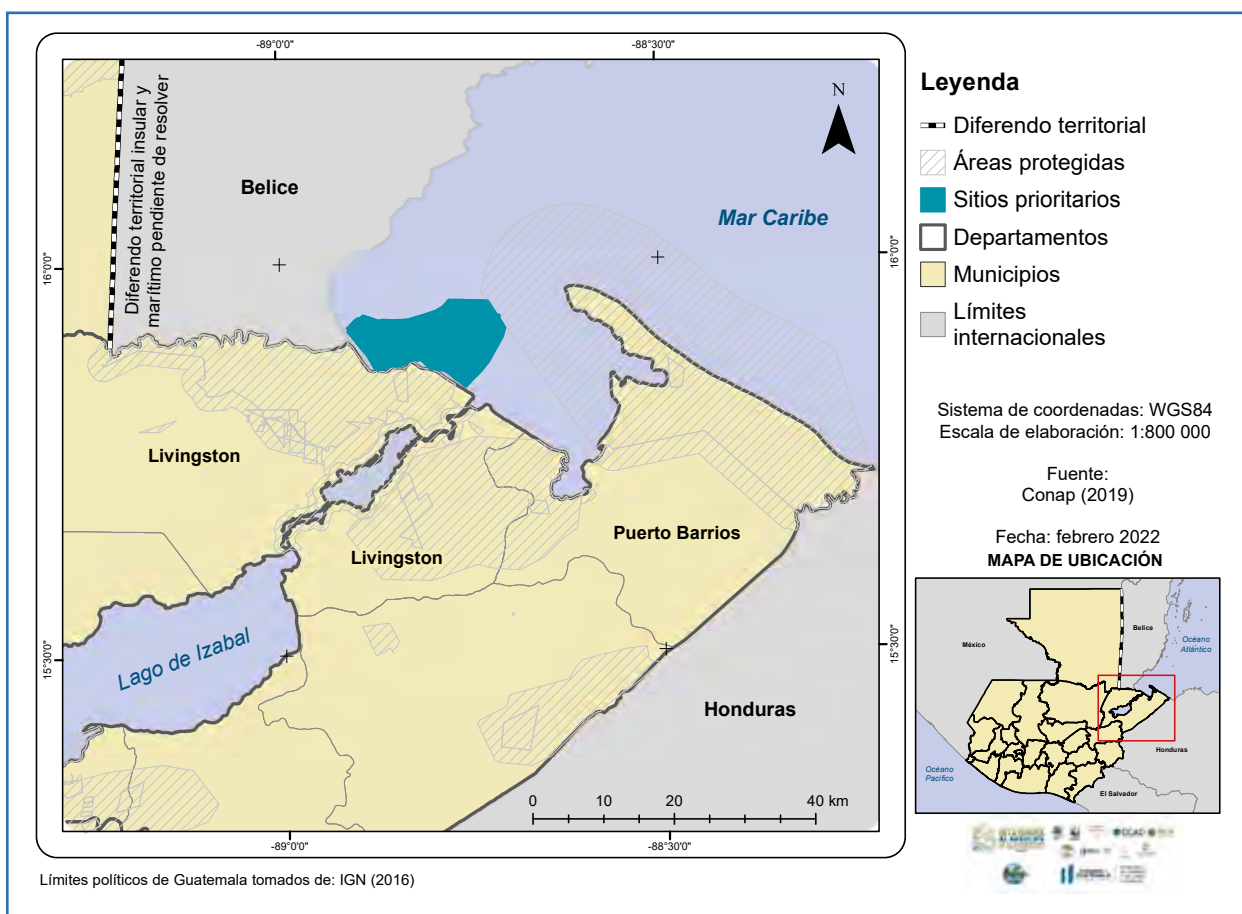 -89°0'0"
-88°30'0"
16°0'0"
16°0'0"
15°30'0"
15°30'0"
-89°0'0"
-88°30'0"
Diferendo territorial insular y
marítimo pendiente de resolver
Belice
N
Mar Caribe
Livingston
Livingston
Puerto Barrios
Lago de Izabal
Honduras
0 10 19 20 40 km
Leyenda
Diferendo territorial
Áreas protegidas
Sitios prioritarios
Departamentos
Municipios
Límites
internacionales
Sistema de coordenadas: WGS84
Escala de elaboración: 1:800 000
Fuente:
Conap (2019)
Fecha: febrero 2022
MAPA DE UBICACIÓN
México
Belice
Océano
Atlántico
Honduras
Océano
Pacífico
El Salvador
CCAD
Límites políticos de Guatemala tomados de: IGN (2016)